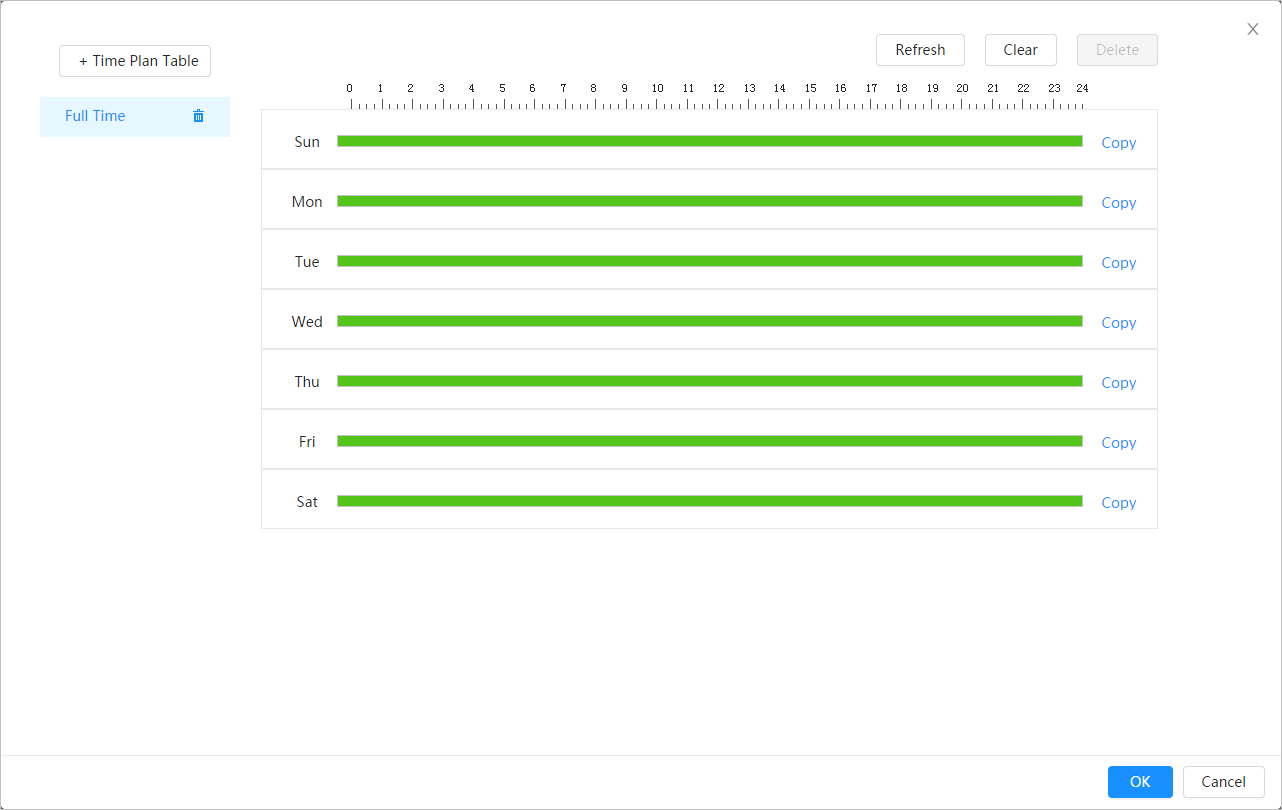 Refresh Clear Delete
+ Time Plan Table
0 1 2 3 4 5 6 7 8 9 10 11 12 13 14 15 16 17 18 19 20 21 22 23 24
Full Time
Sun Copy
Mon Copy
Tue Copy
Wed Copy
Thu Copy
Fri Copy
Sat Copy
OK Cancel